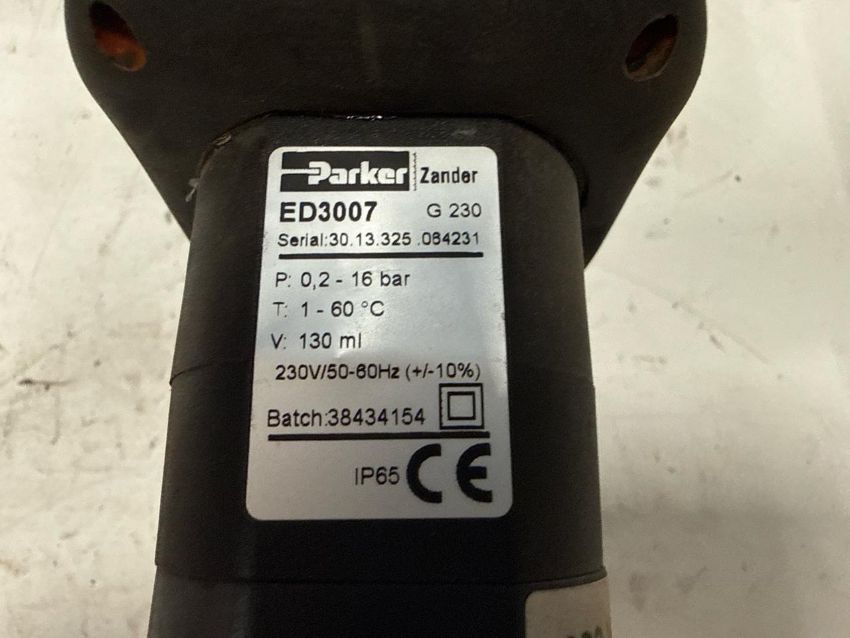 Parker Zander
ED3007 G 230
Serial:30.13.325 .064231
P: 0,2 - 16 bar
T: 1 - 60 °C
V: 130 ml
230V/50-60Hz (+/-10%)
Batch:38434154
IP65 CE